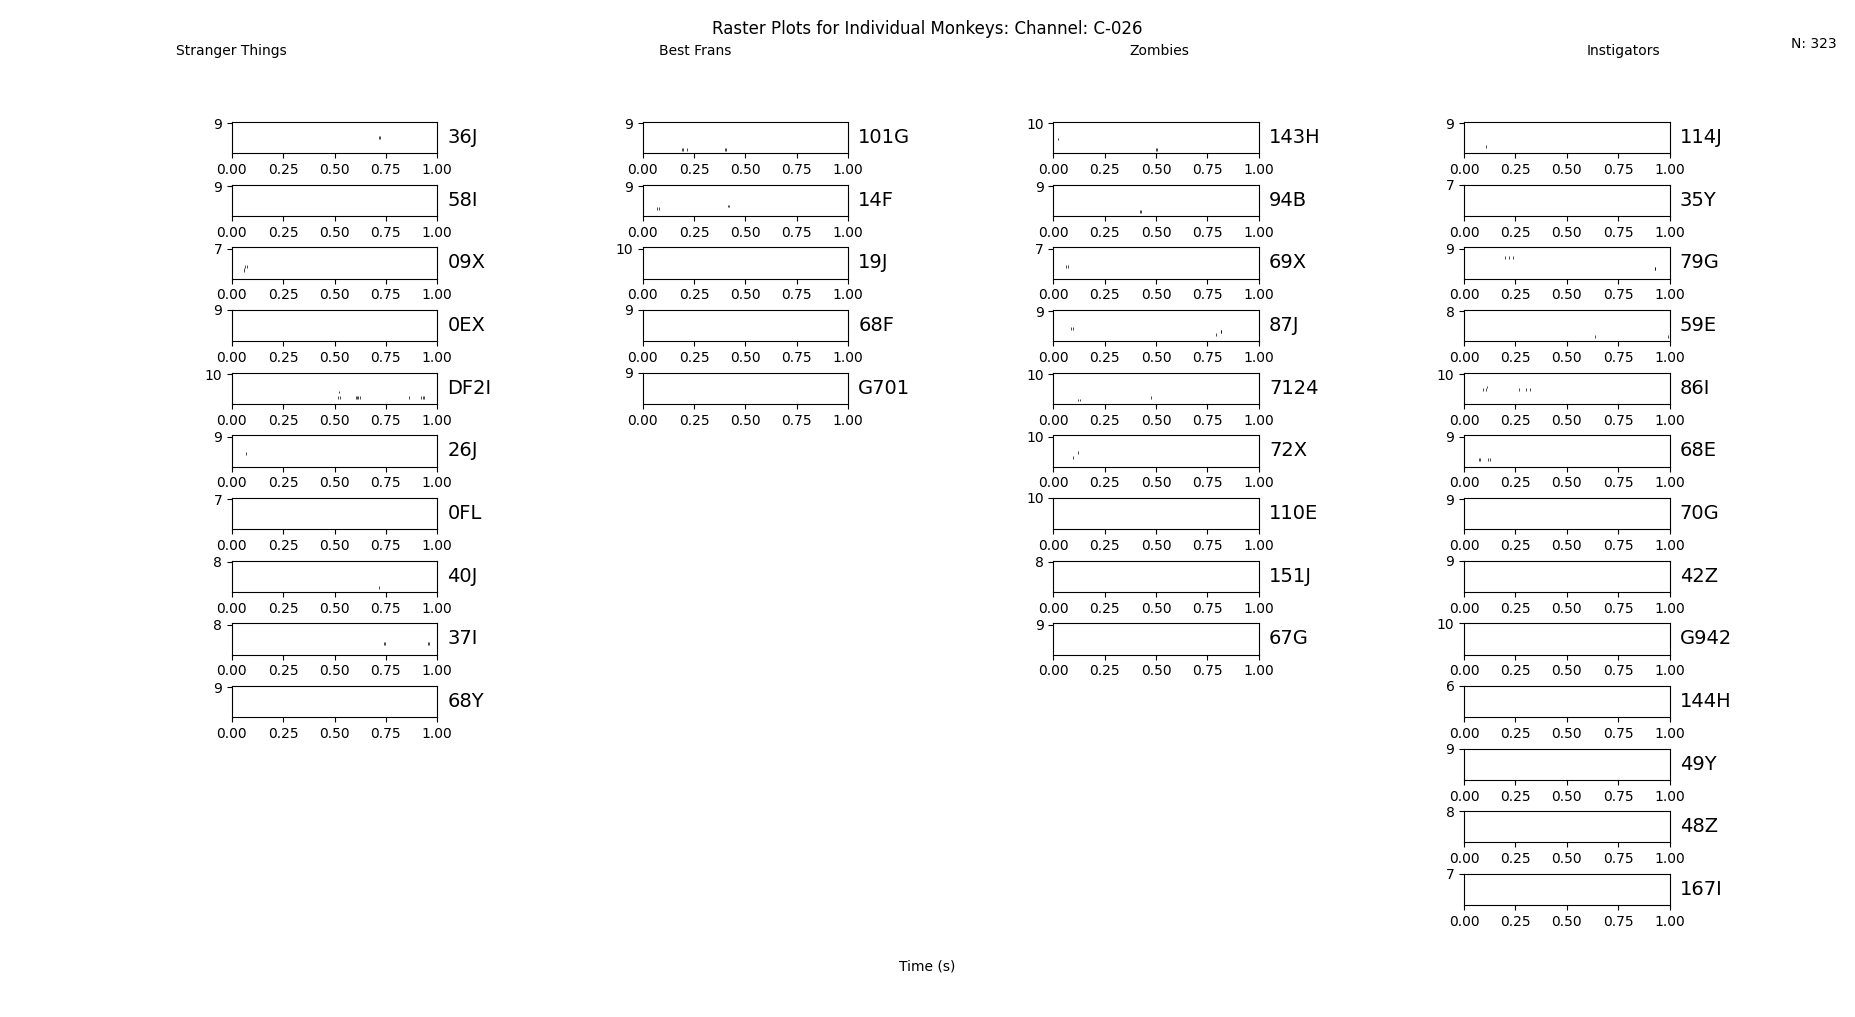 Raster Plots for Individual Monkeys: Channel: C-026
Stranger Things Best Frans Zombies Instigators N: 323
9 36J 9 101G 10 143H 9 114J
0.00 0.25 0.50 0.75 1.00 0.00 0.25 0.50 0.75 1.00 0.00 0.25 0.50 0.75 1.00 0.00 0.25 0.50 0.75 1.00
9 58I 9 14F 9 94B 7 35Y
0.00 0.25 0.50 0.75 1.00 0.00 0.25 0.50 0.75 1.00 0.00 0.25 0.50 0.75 1.00 0.00 0.25 0.50 0.75 1.00
7 09X 10 19J 7 69X 9 79G
0.00 0.25 0.50 0.75 1.00 0.00 0.25 0.50 0.75 1.00 0.00 0.25 0.50 0.75 1.00 0.00 0.25 0.50 0.75 1.00
9 0EX 9 68F 9 87J 8 59E
0.00 0.25 0.50 0.75 1.00 0.00 0.25 0.50 0.75 1.00 0.00 0.25 0.50 0.75 1.00 0.00 0.25 0.50 0.75 1.00
10 DF2I 9 G701 10 7124 10 86I
0.00 0.25 0.50 0.75 1.00 0.00 0.25 0.50 0.75 1.00 0.00 0.25 0.50 0.75 1.00 0.00 0.25 0.50 0.75 1.00
9 26J 10 72X 9 68E
0.00 0.25 0.50 0.75 1.00 0.00 0.25 0.50 0.75 1.00 0.00 0.25 0.50 0.75 1.00
7 0FL 10 110E 9 70G
0.00 0.25 0.50 0.75 1.00 0.00 0.25 0.50 0.75 1.00 0.00 0.25 0.50 0.75 1.00
8 40J 8 151J 9 42Z
0.00 0.25 0.50 0.75 1.00 0.00 0.25 0.50 0.75 1.00 0.00 0.25 0.50 0.75 1.00
8 37I 9 67G 10 G942
0.00 0.25 0.50 0.75 1.00 0.00 0.25 0.50 0.75 1.00 0.00 0.25 0.50 0.75 1.00
9 68Y 6 144H
0.00 0.25 0.50 0.75 1.00 0.00 0.25 0.50 0.75 1.00
9 49Y
0.00 0.25 0.50 0.75 1.00
8 48Z
0.00 0.25 0.50 0.75 1.00
7 167I
0.00 0.25 0.50 0.75 1.00
Time (s)